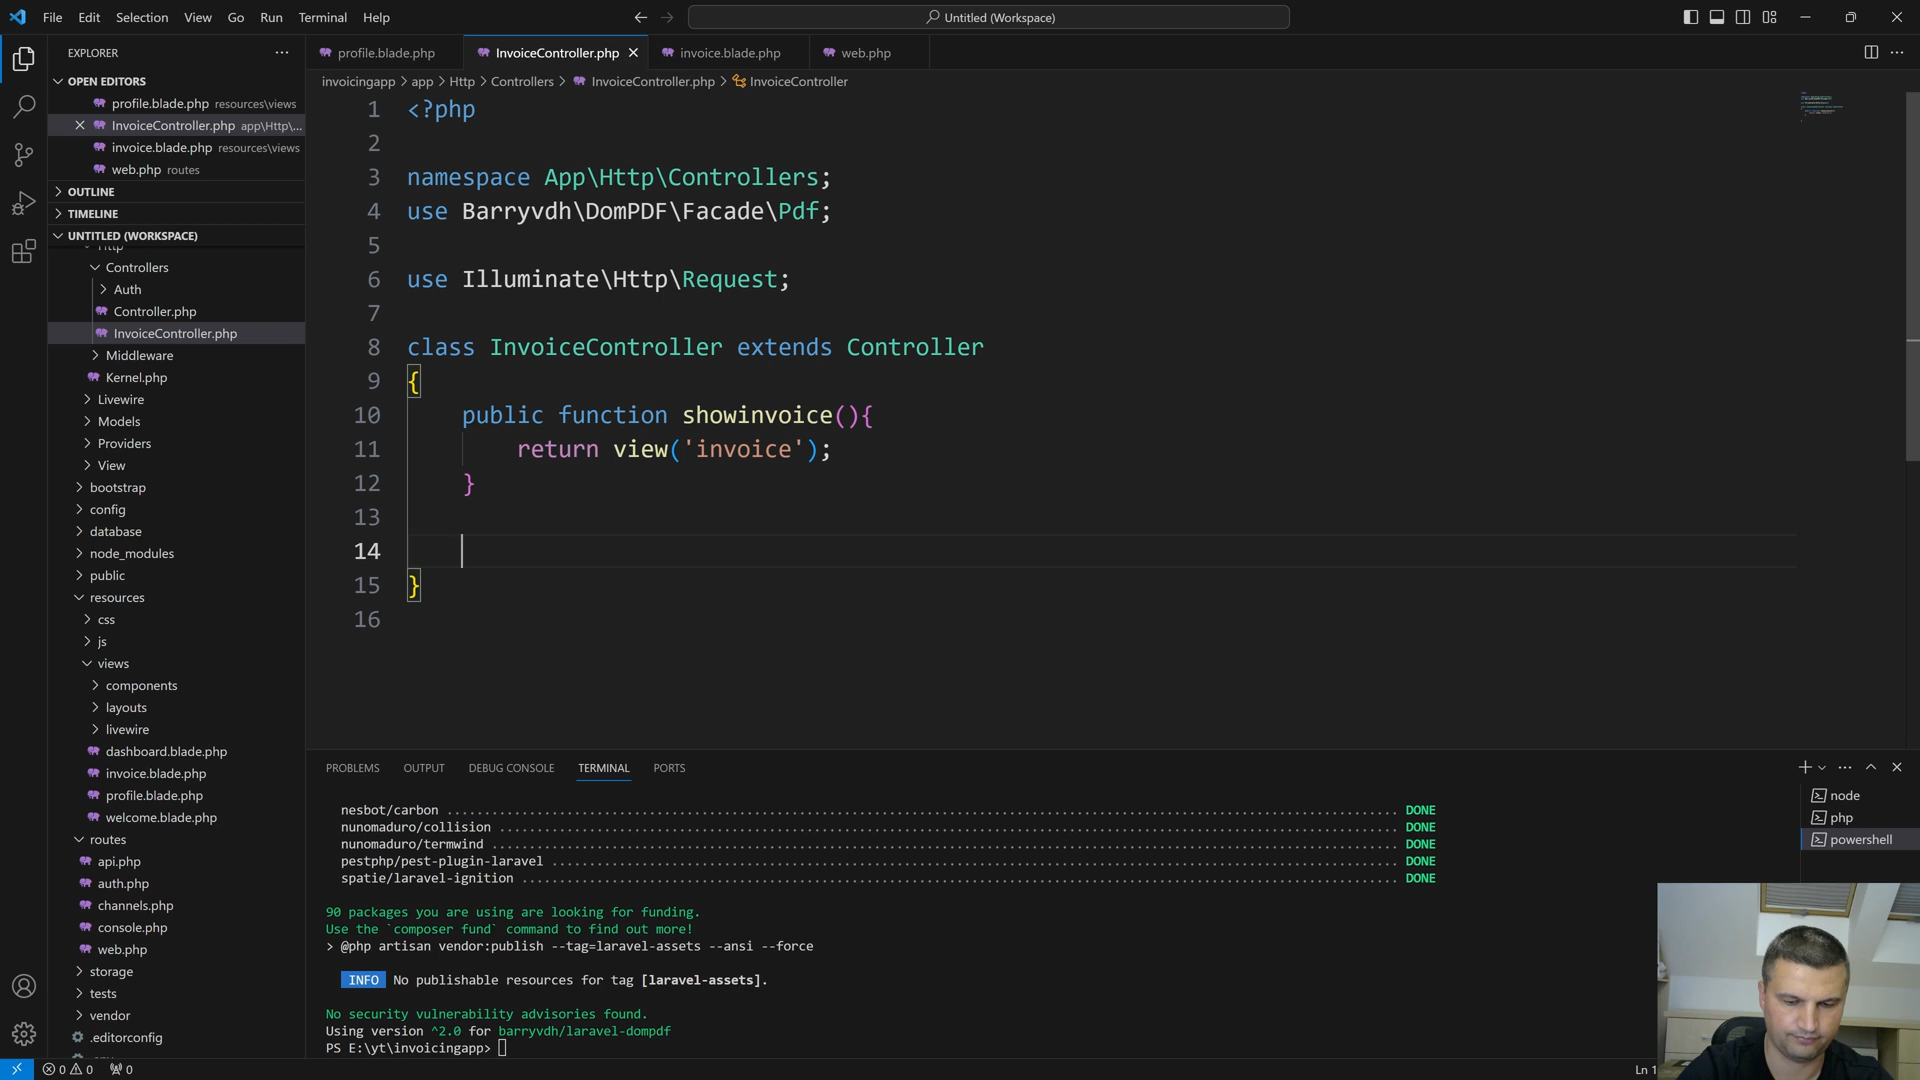 File Edit Selection View Go Run Terminal Help
Untitled (Workspace)
EXPLORER
OPEN EDITORS
profile.blade.php resources\views
InvoiceController.php app\Http\...
invoice.blade.php resources\views
web.php routes
OUTLINE
TIMELINE
UNTITLED (WORKSPACE)
Http
Controllers
Auth
Controller.php
InvoiceController.php
Middleware
Kernel.php
Livewire
Models
Providers
View
bootstrap
config
database
node_modules
public
resources
css
js
views
components
layouts
livewire
dashboard.blade.php
invoice.blade.php
profile.blade.php
welcome.blade.php
routes
api.php
auth.php
channels.php
console.php
web.php
storage
tests
vendor
.editorconfig
profile.blade.php InvoiceController.php invoice.blade.php web.php
invoicingapp > app > Http > Controllers > InvoiceController.php > InvoiceController
1 <?php
2
3 namespace App\Http\Controllers;
4 use Barryvdh\DomPDF\Facade\Pdf;
5
6 use Illuminate\Http\Request;
7
8 class InvoiceController extends Controller
9 {
10 public function showinvoice(){
11 return view('invoice');
12 }
13
14
15 }
16
PROBLEMS OUTPUT DEBUG CONSOLE TERMINAL PORTS
nesbot/carbon ........ DONE
nunomaduro/collision ........ DONE
nunomaduro/termwind ........ DONE
pestphp/pest-plugin-laravel ........ DONE
spatie/laravel-ignition ........ DONE
90 packages you are using are looking for funding.
Use the `composer fund` command to find out more!
> @php artisan vendor:publish --tag=laravel-assets --ansi --force
INFO No publishable resources for tag [laravel-assets].
No security vulnerability advisories found.
Using version ^2.0 for barryvdh/laravel-dompdf
PS E:\yt\invoicingapp>
node
php
powershell
0 0 0
Ln 1